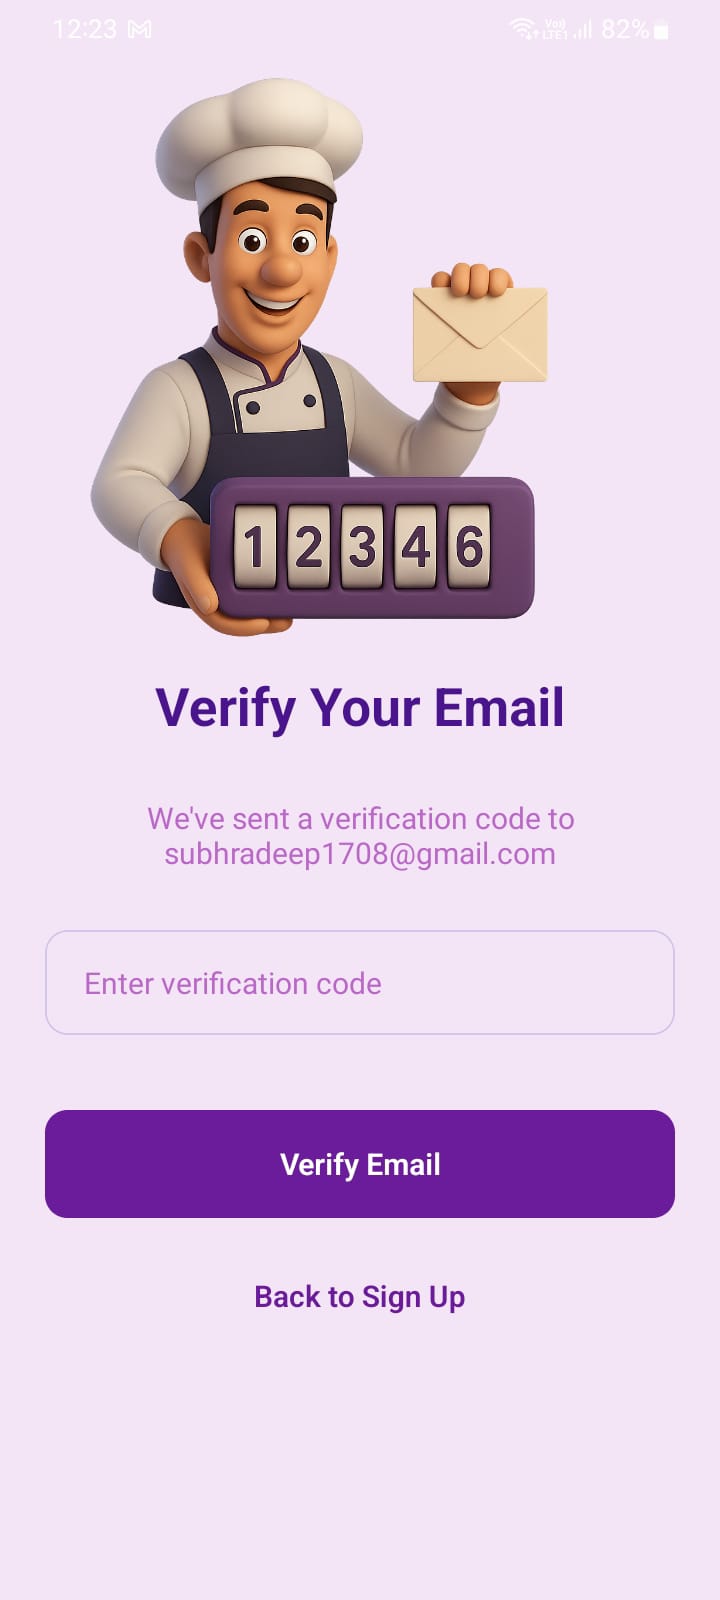 12:23
Vo)) LTE1 82%
1 2 3 4 6
Verify Your Email
We've sent a verification code to
subhradeep1708@gmail.com
Enter verification code
Verify Email
Back to Sign Up